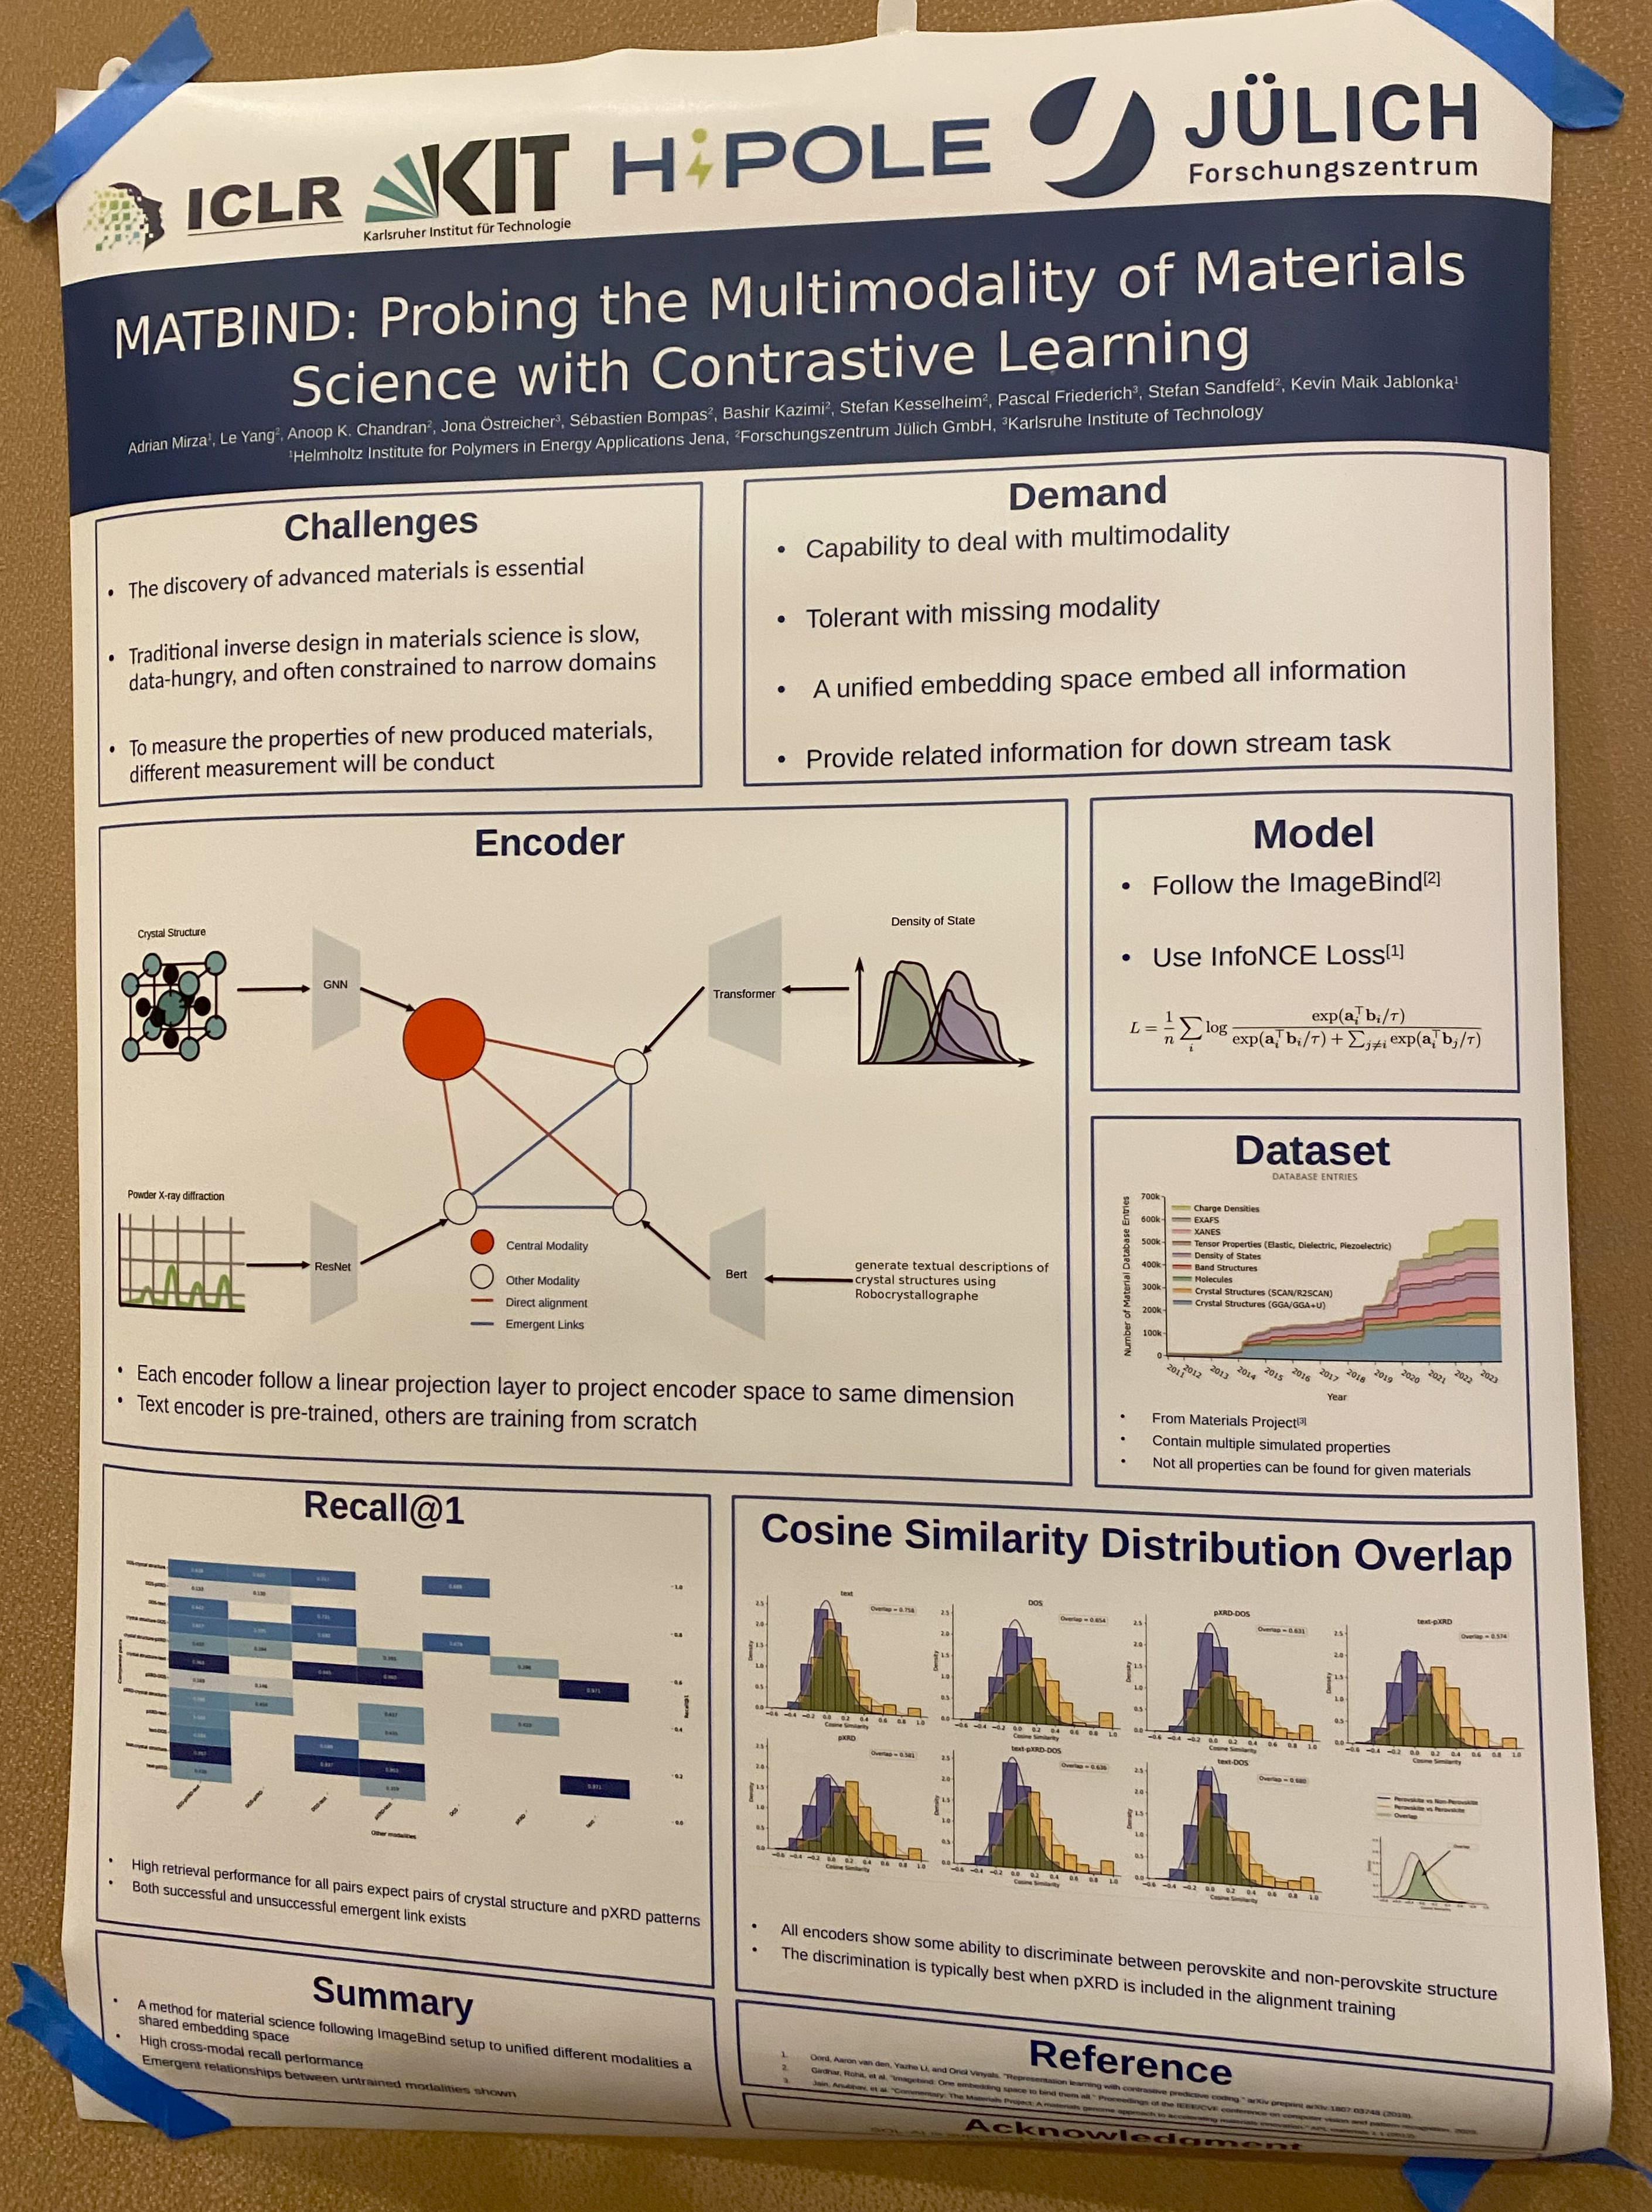 ICLR
KIT
Karlsruher Institut für Technologie
HiPOLE
JÜLICH
Forschungszentrum
MATBIND: Probing the Multimodality of Materials
Science with Contrastive Learning
Adrian Mirza¹, Le Yang², Anoop K. Chandran², Jona Östreicher³, Sébastien Bompas², Bashir Kazimi², Stefan Kesselheim², Pascal Friederich³, Stefan Sandfeld², Kevin Maik Jablonka¹
¹Helmholtz Institute for Polymers in Energy Applications Jena, ²Forschungszentrum Jülich GmbH, ³Karlsruhe Institute of Technology
Challenges
• The discovery of advanced materials is essential
• Traditional inverse design in materials science is slow,
data-hungry, and often constrained to narrow domains
• To measure the properties of new produced materials,
different measurement will be conduct
Demand
• Capability to deal with multimodality
• Tolerant with missing modality
• A unified embedding space embed all information
• Provide related information for down stream task
Encoder
Crystal Structure
GNN
Transformer
Density of State
Powder X-ray diffraction
ResNet
Bert
generate textual descriptions of
crystal structures using
Robocrystallographe
Central Modality
Other Modality
Direct alignment
Emergent Links
• Each encoder follow a linear projection layer to project encoder space to same dimension
• Text encoder is pre-trained, others are training from scratch
Model
• Follow the ImageBind[2]
• Use InfoNCE Loss[1]
L = 1/n ∑_i log exp(a_i^⊤ b_i/τ) / (exp(a_i^⊤ b_i/τ) + ∑_{j≠i} exp(a_i^⊤ b_j/τ))
Dataset
DATABASE ENTRIES
Number of Material Database Entries
700k
600k
500k
400k
300k
200k
100k
0
Charge Densities
EXAFS
XANES
Tensor Properties (Elastic, Dielectric, Piezoelectric)
Density of States
Band Structures
Molecules
Crystal Structures (SCAN/R2SCAN)
Crystal Structures (GGA/GGA+U)
2011 2012 2013 2014 2015 2016 2017 2018 2019 2020 2021 2022 2023
Year
• From Materials Project[3]
• Contain multiple simulated properties
• Not all properties can be found for given materials
Recall@1
Other modalities
Recall@1
1.0
0.8
0.6
0.4
0.2
0.0
• High retrieval performance for all pairs expect pairs of crystal structure and pXRD patterns
• Both successful and unsuccessful emergent link exists
Cosine Similarity Distribution Overlap
text
Overlap = 0.758
DOS
Overlap = 0.654
pXRD-DOS
Overlap = 0.631
text-pXRD
Overlap = 0.574
pXRD
Overlap = 0.581
text-pXRD-DOS
Overlap = 0.636
text-DOS
Overlap = 0.680
Density
Cosine Similarity
Perovskite vs Non-Perovskite
Perovskite vs Perovskite
Overlap
• All encoders show some ability to discriminate between perovskite and non-perovskite structure
• The discrimination is typically best when pXRD is included in the alignment training
Summary
• A method for material science following ImageBind setup to unified different modalities a
shared embedding space
• High cross-modal recall performance
Emergent relationships between untrained modalities shown
Reference
1. Oord, Aaron van den, Yazhe Li, and Oriol Vinyals. "Representation learning with contrastive predictive coding." arXiv preprint arXiv:1807.03748 (2018).
2. Girdhar, Rohit, et al. "Imagebind: One embedding space to bind them all." Proceedings of the IEEE/CVF conference on computer vision and pattern recognition. 2023.
3. Jain, Anubhav, et al. "Commentary: The Materials Project: A materials genome approach to accelerating materials innovation." APL materials 1.1 (2013).
Acknowledgment